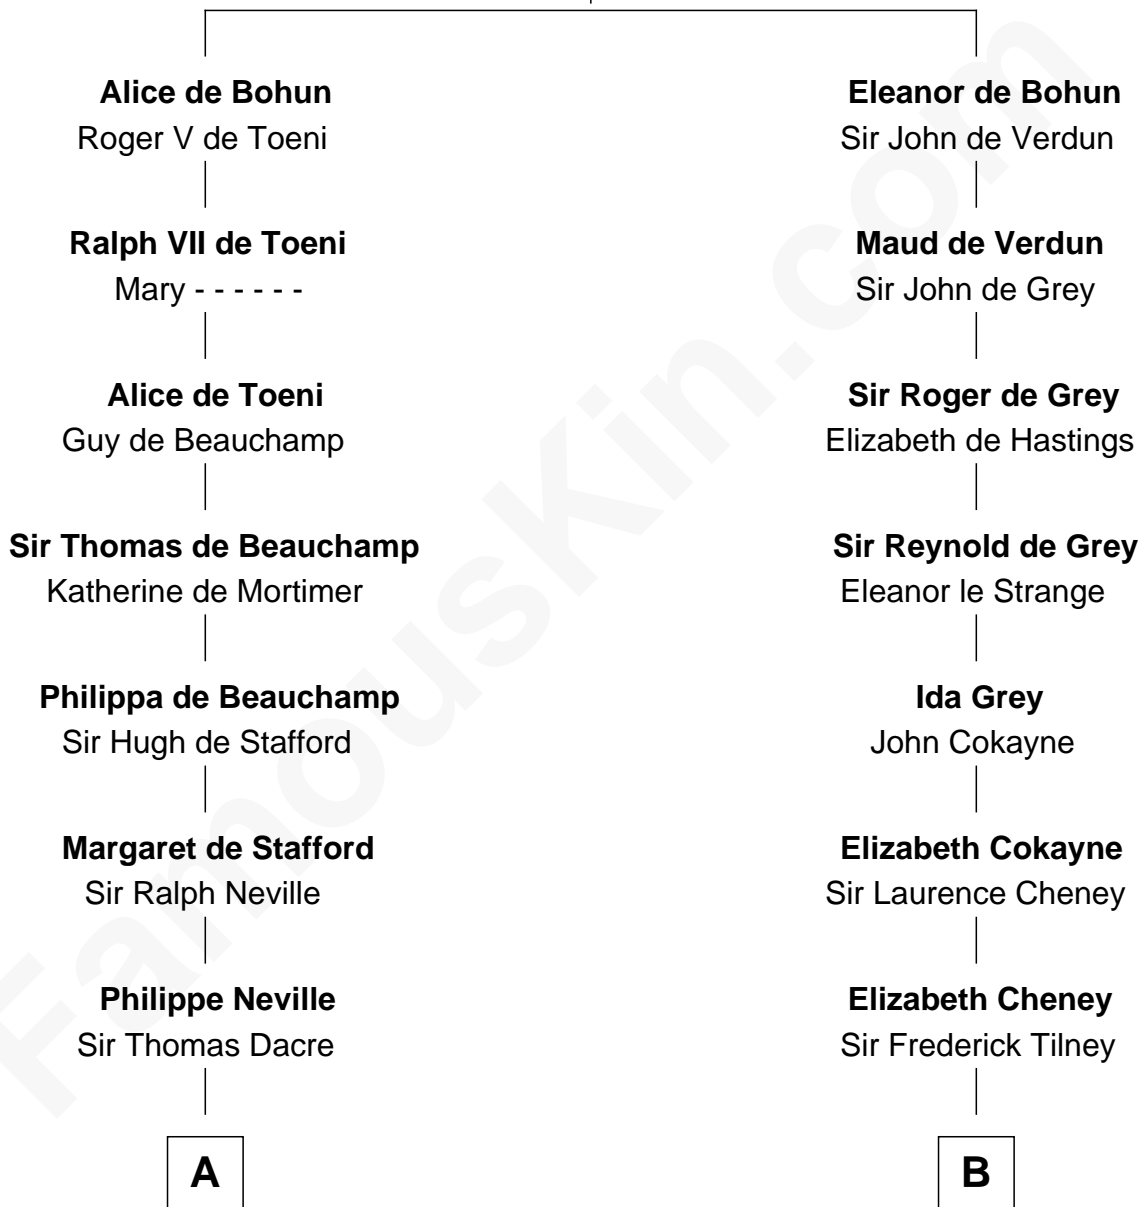 Alice de Bohun
Roger V de Toeni
Eleanor de Bohun
Sir John de Verdun
Ralph VII de Toeni
Mary - - - - - -
Maud de Verdun
Sir John de Grey
Alice de Toeni
Guy de Beauchamp
Sir Roger de Grey
Elizabeth de Hastings
Sir Thomas de Beauchamp
Katherine de Mortimer
Sir Reynold de Grey
Eleanor le Strange
Philippa de Beauchamp
Sir Hugh de Stafford
Ida Grey
John Cokayne
Margaret de Stafford
Sir Ralph Neville
Elizabeth Cokayne
Sir Laurence Cheney
Philippe Neville
Sir Thomas Dacre
Elizabeth Cheney
Sir Frederick Tilney
A
B
FamousKin.com